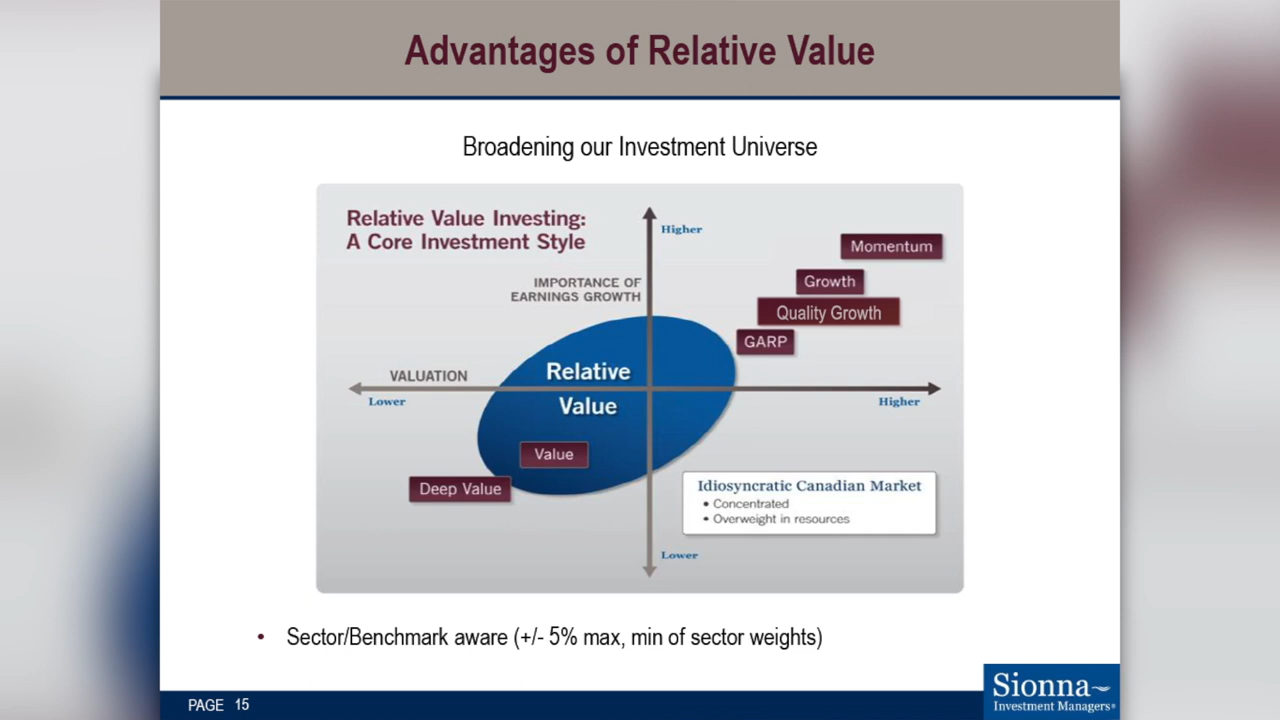 Advantages of Relative Value
Broadening our Investment Universe
Relative Value Investing:
A Core Investment Style
Higher
Momentum
IMPORTANCE OF
EARNINGS GROWTH
Growth
Quality Growth
GARP
VALUATION
Relative
Lower
Value
Higher
Value
Deep Value
Idiosyncratic Canadian Market
• Concentrated
• Overweight in resources
Lower
• Sector/Benchmark aware (+/- 5% max, min of sector weights)
Sionna
Investment Managers®
PAGE 15